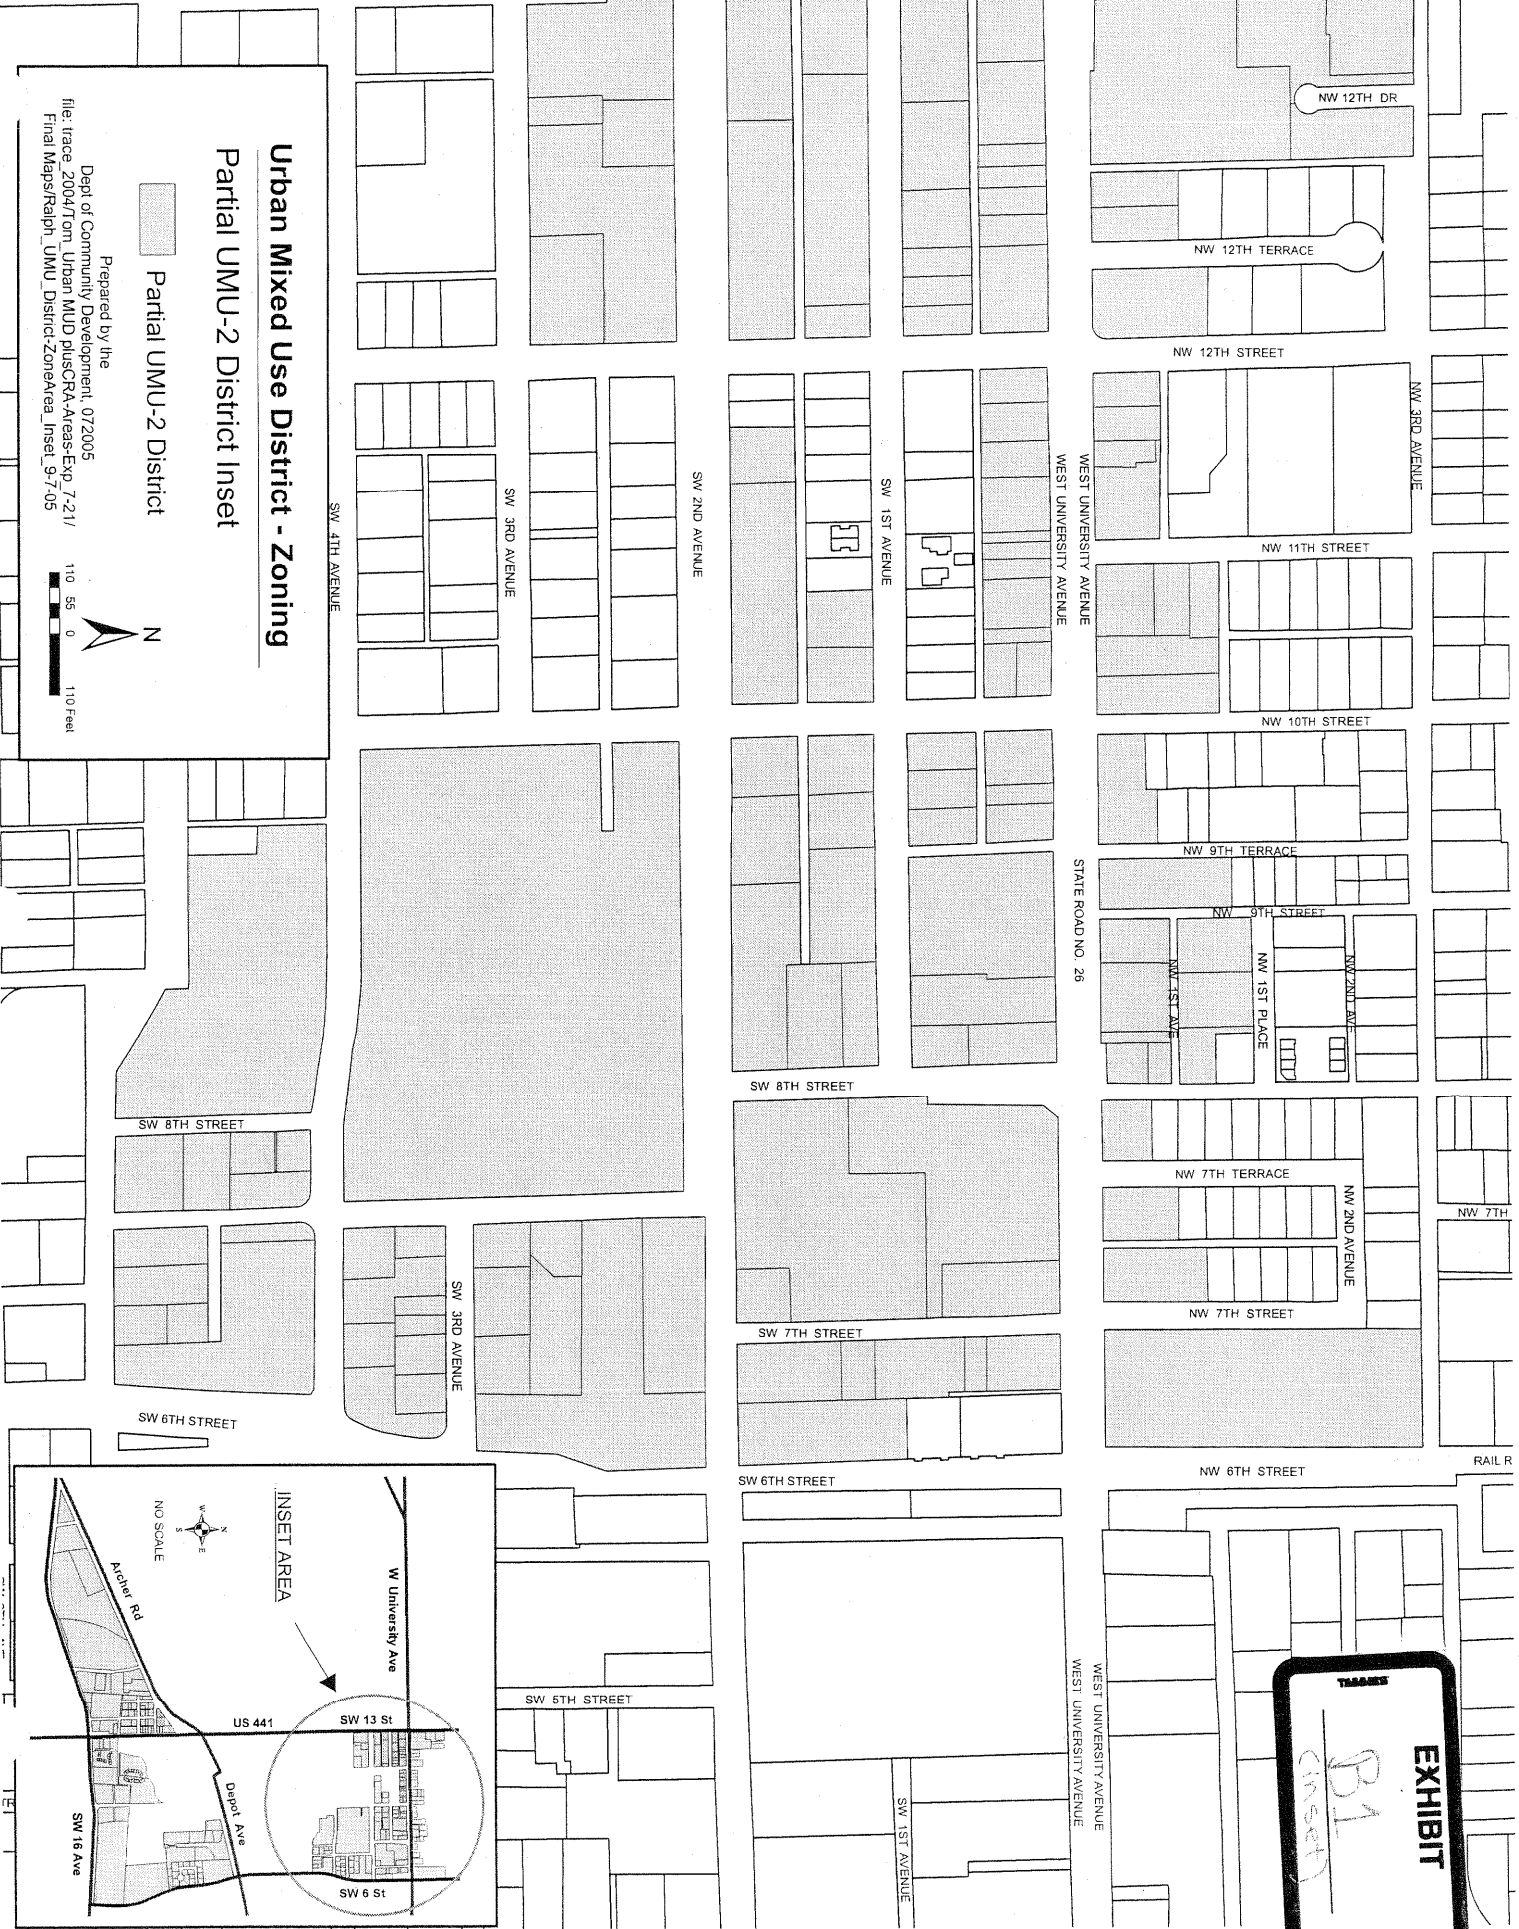 Urban Mixed Use District - Zoning
Partial UMU-2 District Inset
Partial UMU-2 District
Prepared by the
Dept of Community Development, 072005
file: trace_2004/Tom_Urban MUD plusCRA-Areas-Exp_7-21/
Final Maps/Ralph_UMU_District-ZoneArea_Inset_9-7-05
N
110 55 0 110 Feet
NW 12TH DR
NW 12TH TERRACE
NW 12TH STREET
NW 3RD AVENUE
WEST UNIVERSITY AVENUE
WEST UNIVERSITY AVENUE
SW 1ST AVENUE
SW 2ND AVENUE
SW 3RD AVENUE
SW 4TH AVENUE
NW 11TH STREET
NW 10TH STREET
NW 9TH TERRACE
STATE ROAD NO. 26
NW 9TH STREET
NW 2ND AVE
NW 1ST PLACE
NW 1ST AVE
SW 8TH STREET
SW 8TH STREET
NW 7TH TERRACE
NW 7TH
NW 2ND AVENUE
NW 7TH STREET
SW 7TH STREET
SW 3RD AVENUE
SW 6TH STREET
SW 6TH STREET
NW 6TH STREET
RAIL R
SW 5TH STREET
WEST UNIVERSITY AVENUE
WEST UNIVERSITY AVENUE
SW 1ST AVENUE
INSET AREA
N
W E
S
NO SCALE
W University Ave
Archer Rd
US 441
SW 13 St
Depot Ave
SW 16 Ave
SW 6 St
EXHIBIT
B1
(inset)